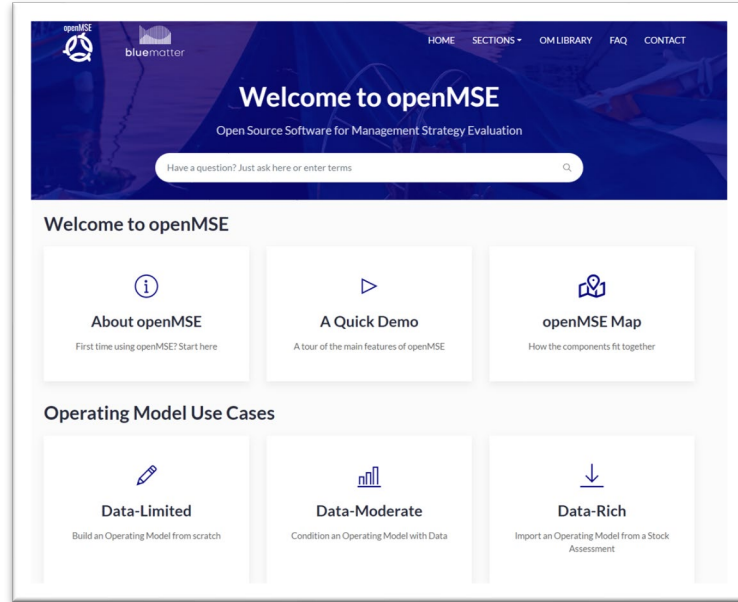 openMSE
bluematter
HOME SECTIONS OM LIBRARY FAQ CONTACT
Welcome to openMSE
Open Source Software for Management Strategy Evaluation
Have a question? Just ask here or enter terms
Welcome to openMSE
About openMSE
First time using openMSE? Start here
A Quick Demo
A tour of the main features of openMSE
openMSE Map
How the components fit together
Operating Model Use Cases
Data-Limited
Build an Operating Model from scratch
Data-Moderate
Condition an Operating Model with Data
Data-Rich
Import an Operating Model from a Stock
Assessment